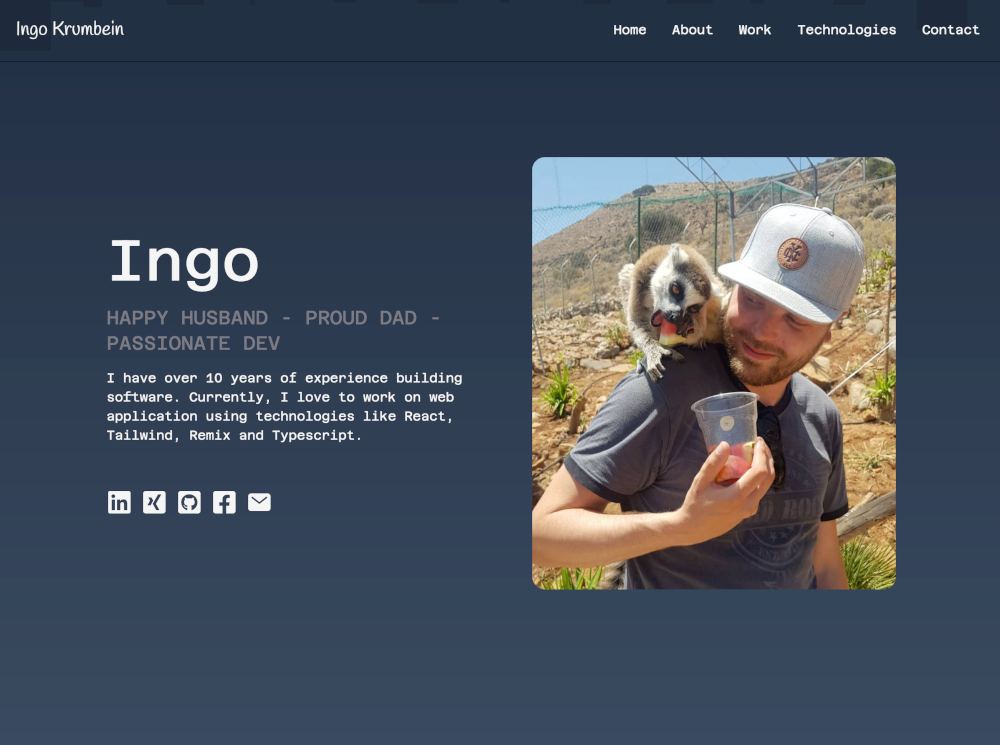 Ingo Krumbein
Home About Work Technologies Contact
Ingo
HAPPY HUSBAND - PROUD DAD -
PASSIONATE DEV
I have over 10 years of experience building
software. Currently, I love to work on web
application using technologies like React,
Tailwind, Remix and Typescript.